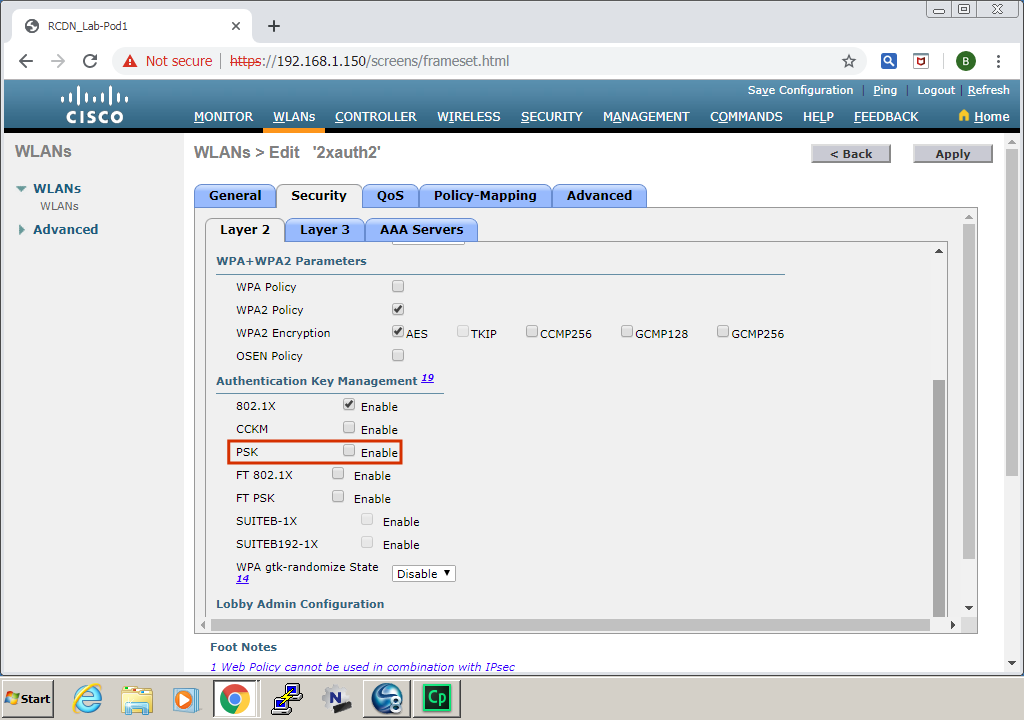 RCDN_Lab-Pod1
Not secure https://192.168.1.150/screens/frameset.html
B
Save Configuration Ping Logout Refresh
CISCO
MONITOR WLANs CONTROLLER WIRELESS SECURITY MANAGEMENT COMMANDS HELP FEEDBACK Home
WLANs
WLANs > Edit '2xauth2'
< Back Apply
WLANs
WLANs
Advanced
General Security QoS Policy-Mapping Advanced
Layer 2 Layer 3 AAA Servers
WPA+WPA2 Parameters
WPA Policy
WPA2 Policy
WPA2 Encryption AES TKIP CCMP256 GCMP128 GCMP256
OSEN Policy
Authentication Key Management 19
802.1X Enable
CCKM Enable
PSK Enable
FT 802.1X Enable
FT PSK Enable
SUITEB-1X Enable
SUITEB192-1X Enable
WPA gtk-randomize State
14
Disable
Lobby Admin Configuration
Foot Notes
1 Web Policy cannot be used in combination with IPsec
Start
N
Cp